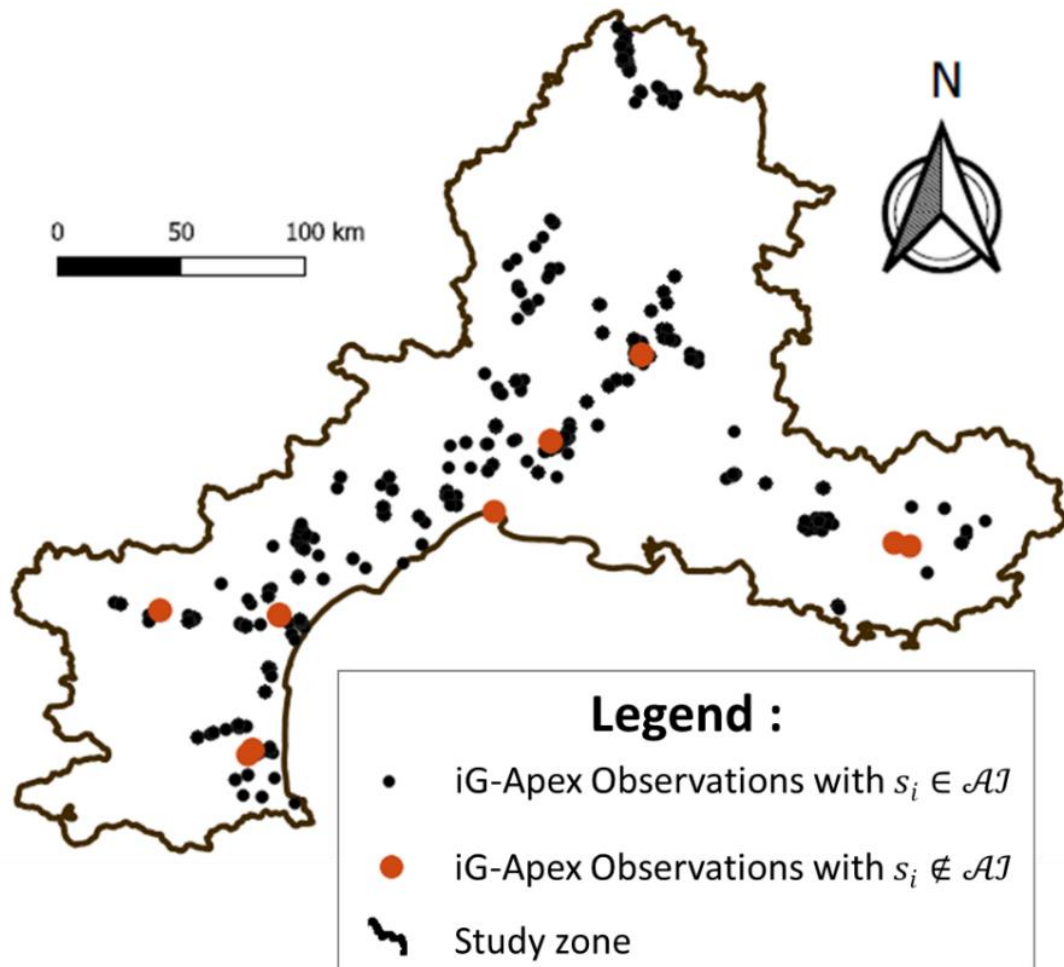 N
0 50 100 km
Legend :
iG-Apex Observations with 𝑠ᵢ ∈ 𝒜ℐ
iG-Apex Observations with 𝑠ᵢ ∉ 𝒜ℐ
Study zone